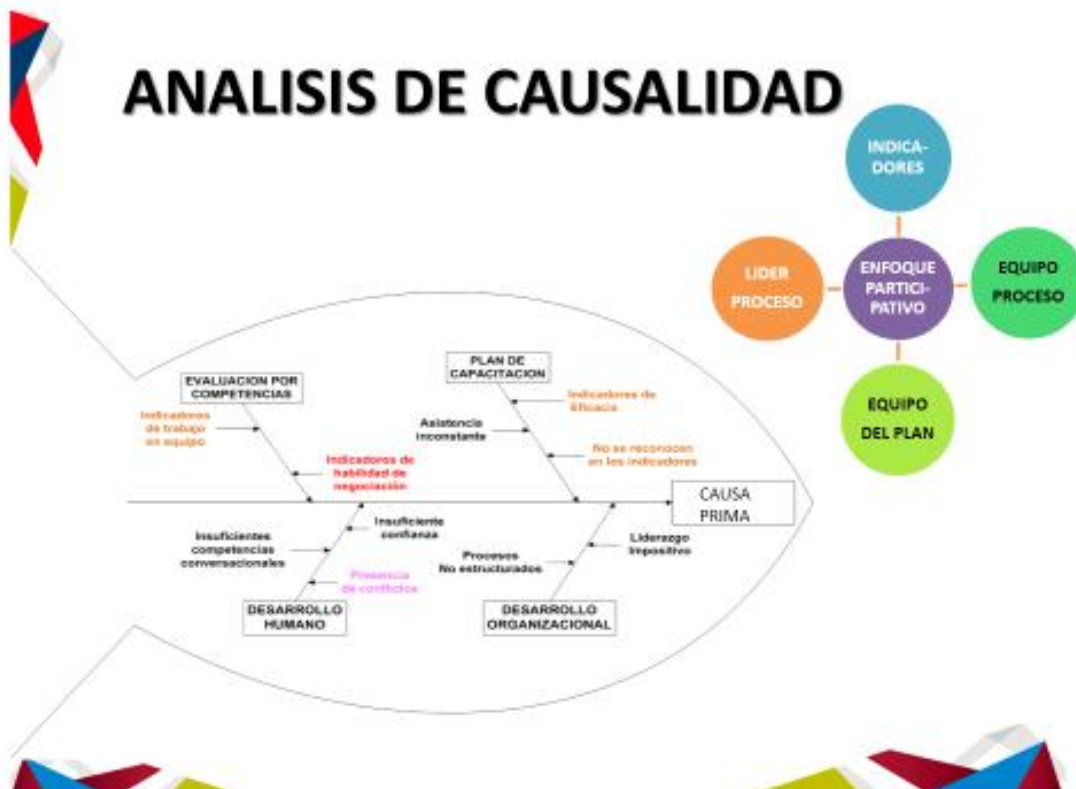 ANALISIS DE CAUSALIDAD
INDICA-
DORES
LIDER
PROCESO
ENFOQUE
PARTICI-
PATIVO
EQUIPO
PROCESO
EQUIPO
DEL PLAN
EVALUACION POR
COMPETENCIAS
Indicadores
de trabajo
en equipo
Indicadores de
habilidad de
negociación
PLAN DE
CAPACITACION
Indicadores de
Eficacia
Asistencia
inconstante
No se reconocen
en los indicadores
CAUSA
PRIMA
Insuficiente
confianza
Insuficientes
competencias
conversacionales
Presencia
de conflictos
DESARROLLO
HUMANO
Liderazgo
Impositivo
Procesos
No estructurados
DESARROLLO
ORGANIZACIONAL